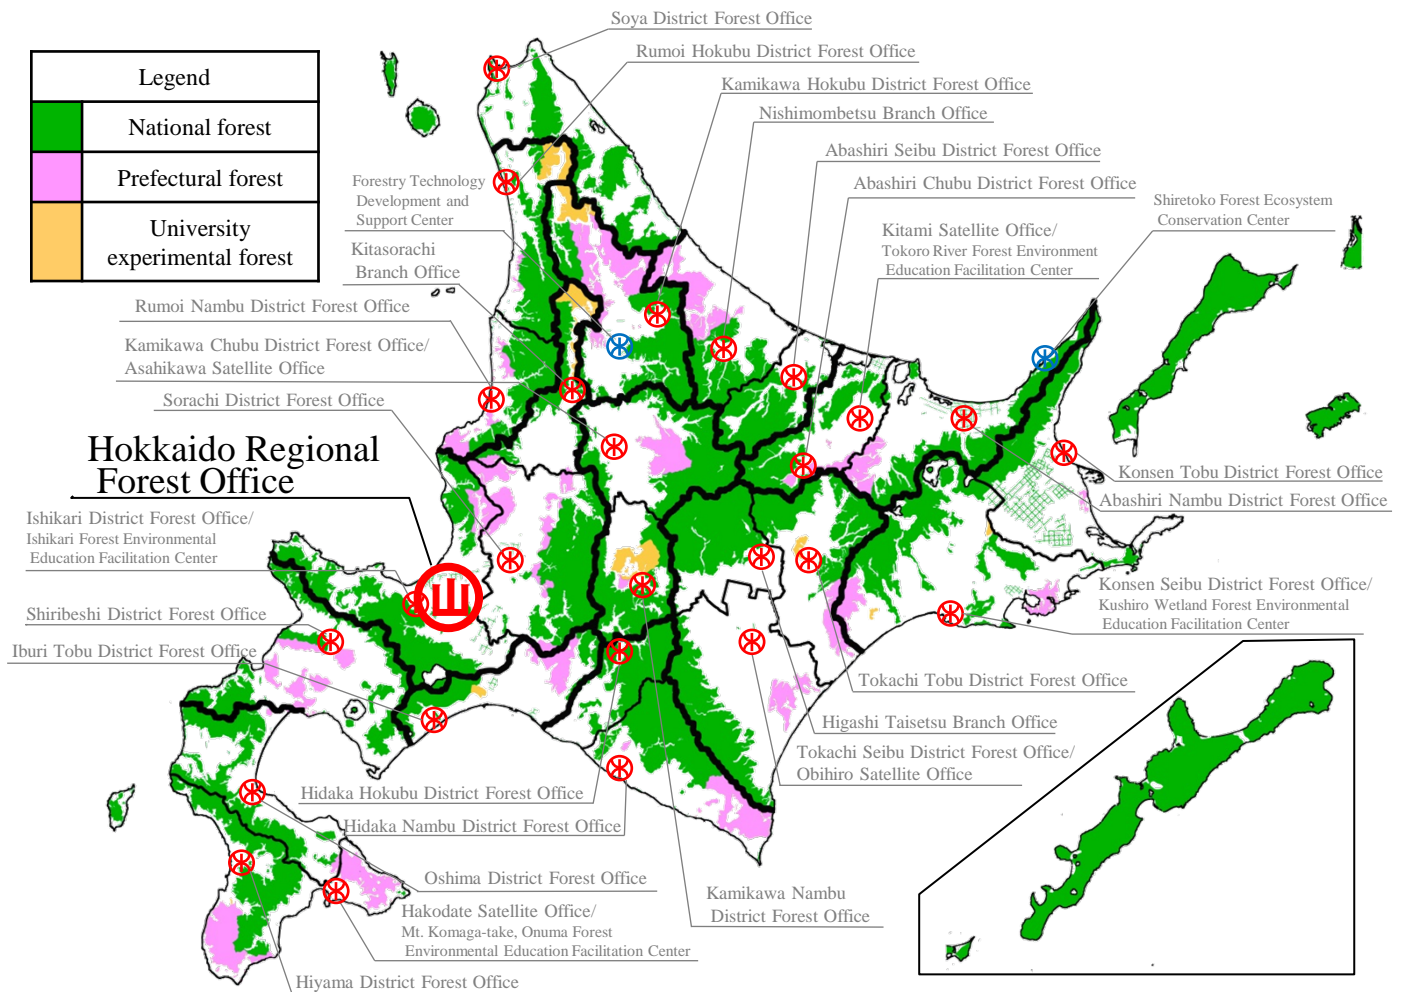 Legend
National forest
Prefectural forest
University
experimental forest
Soya District Forest Office
Rumoi Hokubu District Forest Office
Kamikawa Hokubu District Forest Office
Nishimombetsu Branch Office
Abashiri Seibu District Forest Office
Abashiri Chubu District Forest Office
Kitami Satellite Office/
Tokoro River Forest Environment
Education Facilitation Center
Shiretoko Forest Ecosystem
Conservation Center
Forestry Technology
Development and
Support Center
Kitasorachi
Branch Office
Rumoi Nambu District Forest Office
Kamikawa Chubu District Forest Office/
Asahikawa Satellite Office
Sorachi District Forest Office
Hokkaido Regional
Forest Office
Ishikari District Forest Office/
Ishikari Forest Environmental
Education Facilitation Center
Shiribeshi District Forest Office
Iburi Tobu District Forest Office
Konsen Tobu District Forest Office
Abashiri Nambu District Forest Office
Konsen Seibu District Forest Office/
Kushiro Wetland Forest Environmental
Education Facilitation Center
Tokachi Tobu District Forest Office
Higashi Taisetsu Branch Office
Tokachi Seibu District Forest Office/
Obihiro Satellite Office
Hidaka Hokubu District Forest Office
Hidaka Nambu District Forest Office
Oshima District Forest Office
Kamikawa Nambu
District Forest Office
Hakodate Satellite Office/
Mt. Komaga-take, Onuma Forest
Environmental Education Facilitation Center
Hiyama District Forest Office